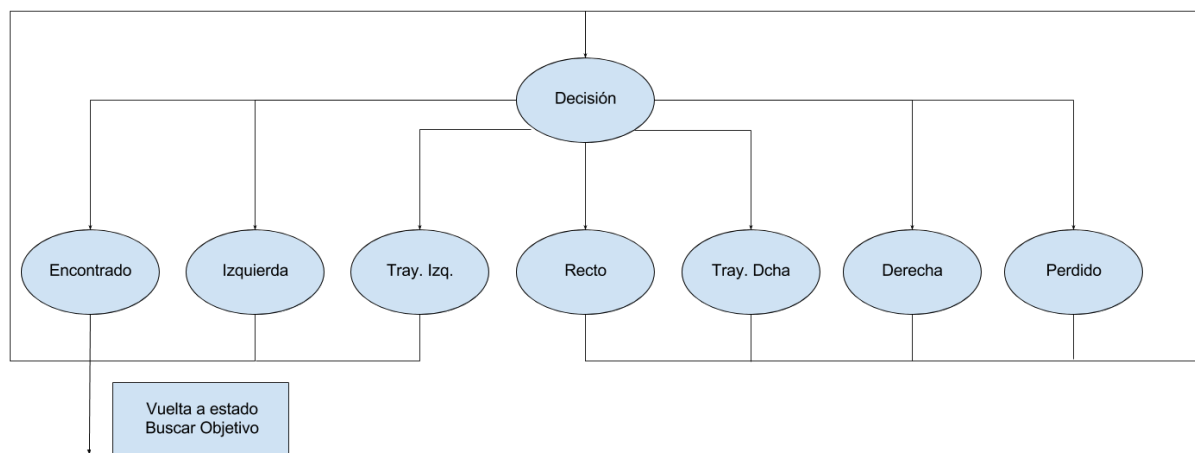 Decisión
Encontrado
Izquierda
Tray. Izq.
Recto
Tray. Dcha
Derecha
Perdido
Vuelta a estado
Buscar Objetivo